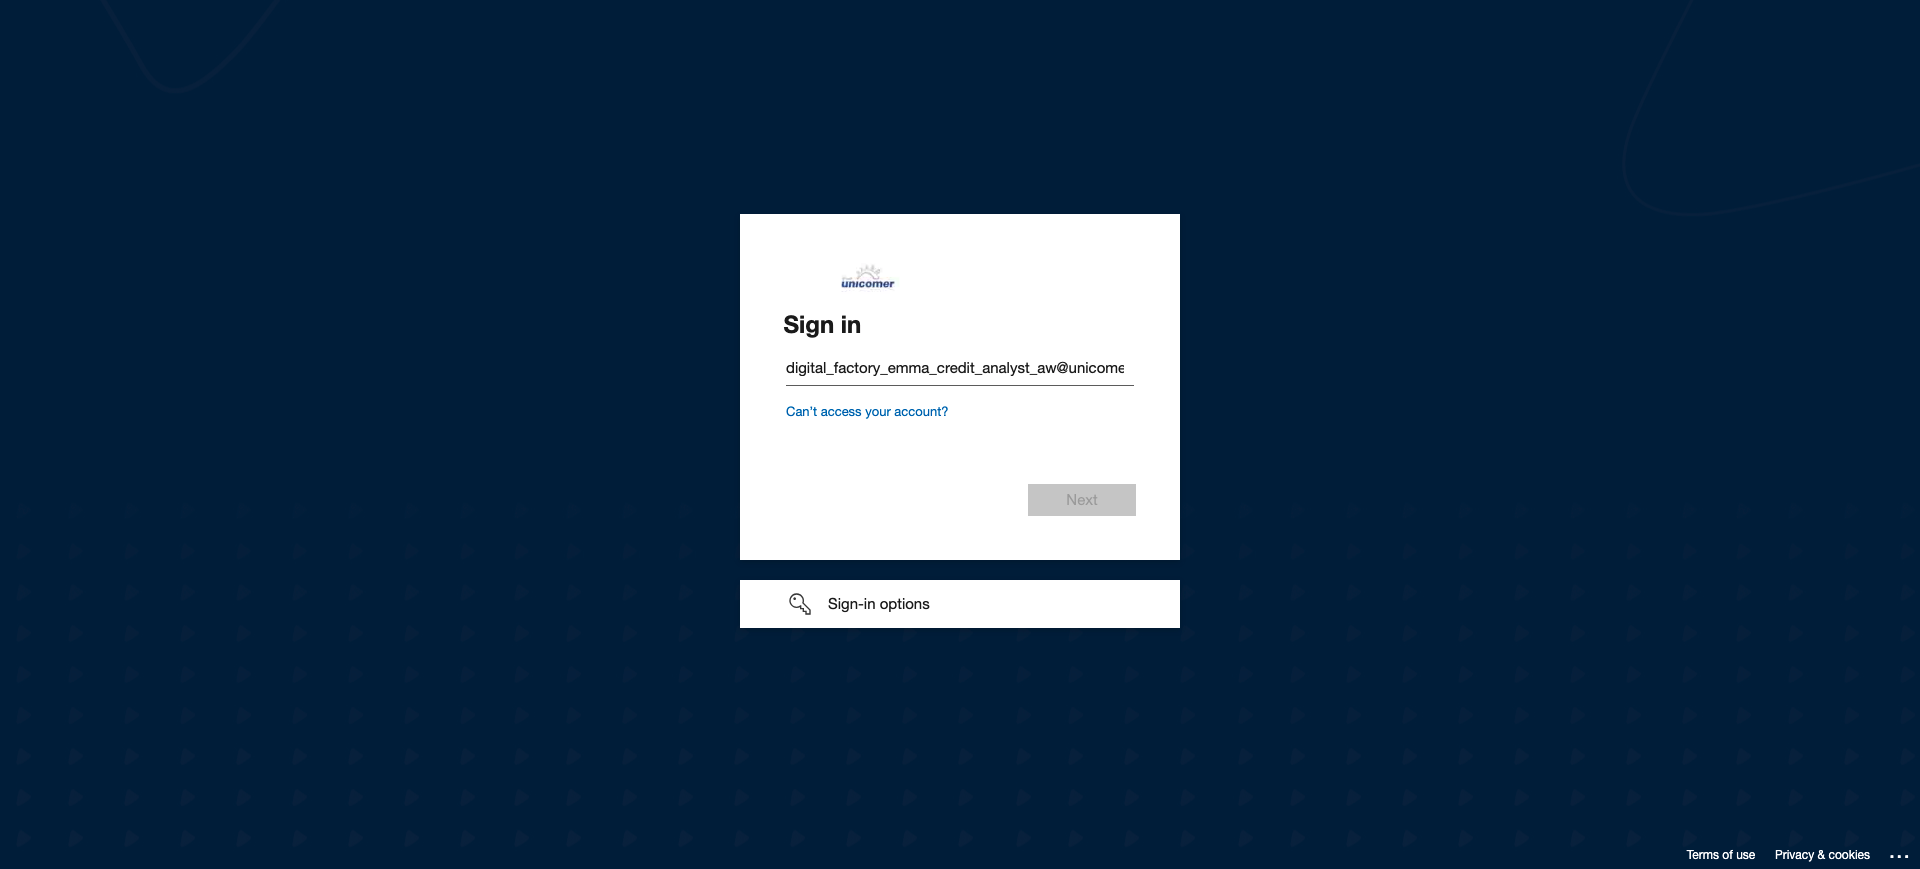 unicomer
Sign in
digital_factory_emma_credit_analyst_aw@unicome
Can't access your account?
Next
Sign-in options
Terms of use
Privacy & cookies
...